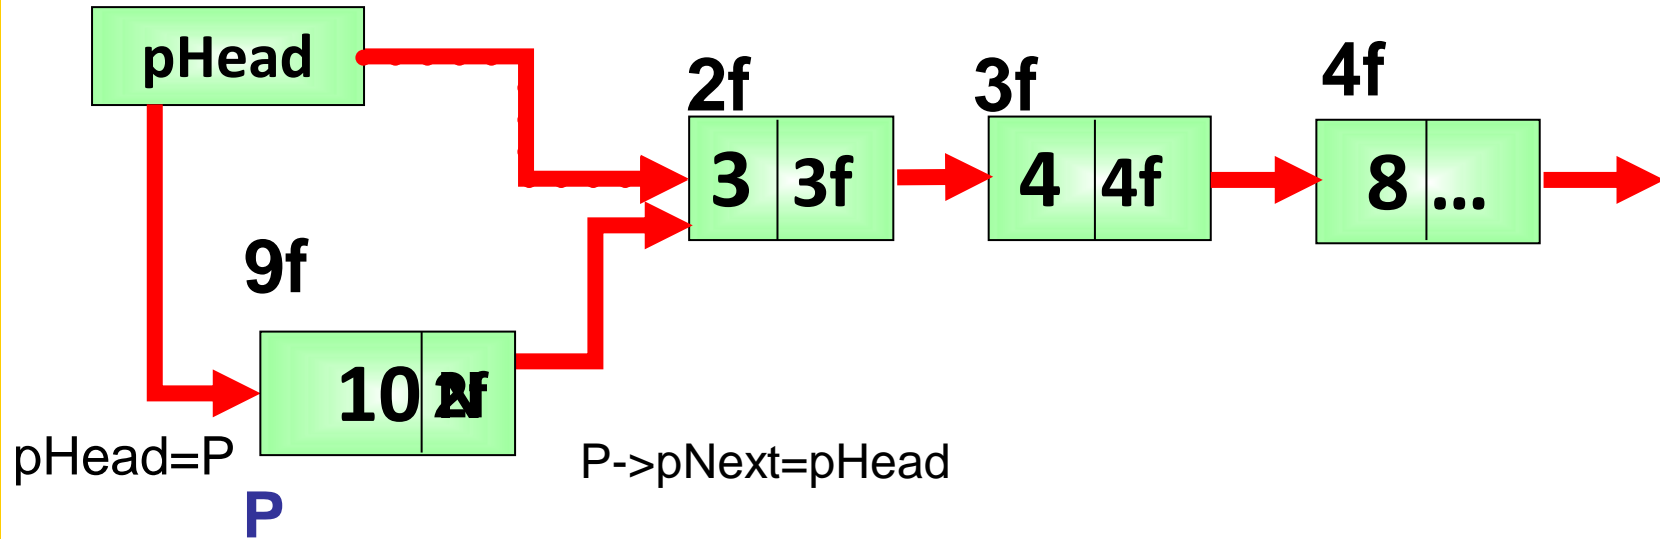 pHead
2f
3f
4f
3 3f
4 4f
8 ...
9f
10
pHead=P
P->pNext=pHead
P